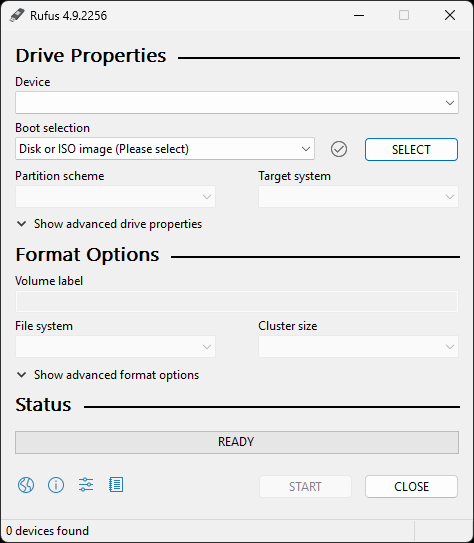 Rufus 4.9.2256
Drive Properties
Device
Boot selection
Disk or ISO image (Please select)
SELECT
Partition scheme
Target system
Show advanced drive properties
Format Options
Volume label
File system
Cluster size
Show advanced format options
Status
READY
START
CLOSE
0 devices found